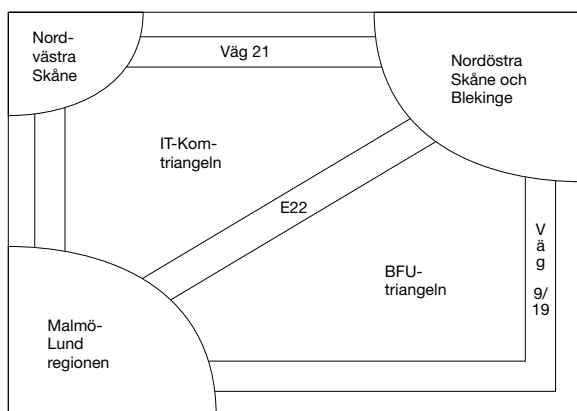 Nord-
västra
Skåne
Väg 21
Nordöstra
Skåne och
Blekinge
IT-Kom-
triangeln
E22
V
ä
g
9/
19
BFU-
triangeln
Malmö-
Lund
regionen